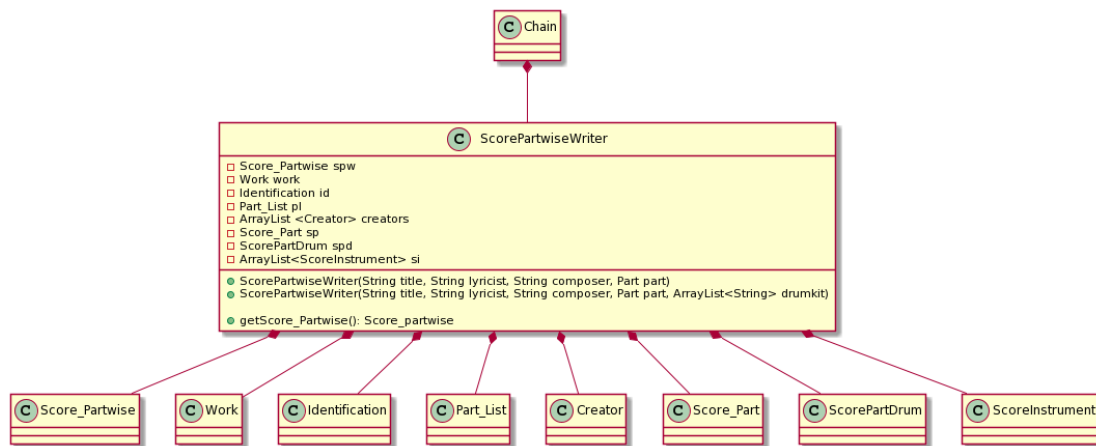 C Chain
C ScorePartwiseWriter
Score_Partwise spw
Work work
Identification id
Part_List pl
ArrayList <Creator> creators
Score_Part sp
ScorePartDrum spd
ArrayList<ScoreInstrument> si
ScorePartwiseWriter(String title, String lyricist, String composer, Part part)
ScorePartwiseWriter(String title, String lyricist, String composer, Part part, ArrayList<String> drumkit)
getScore_Partwise(): Score_partwise
C Score_Partwise
C Work
C Identification
C Part_List
C Creator
C Score_Part
C ScorePartDrum
C ScoreInstrument